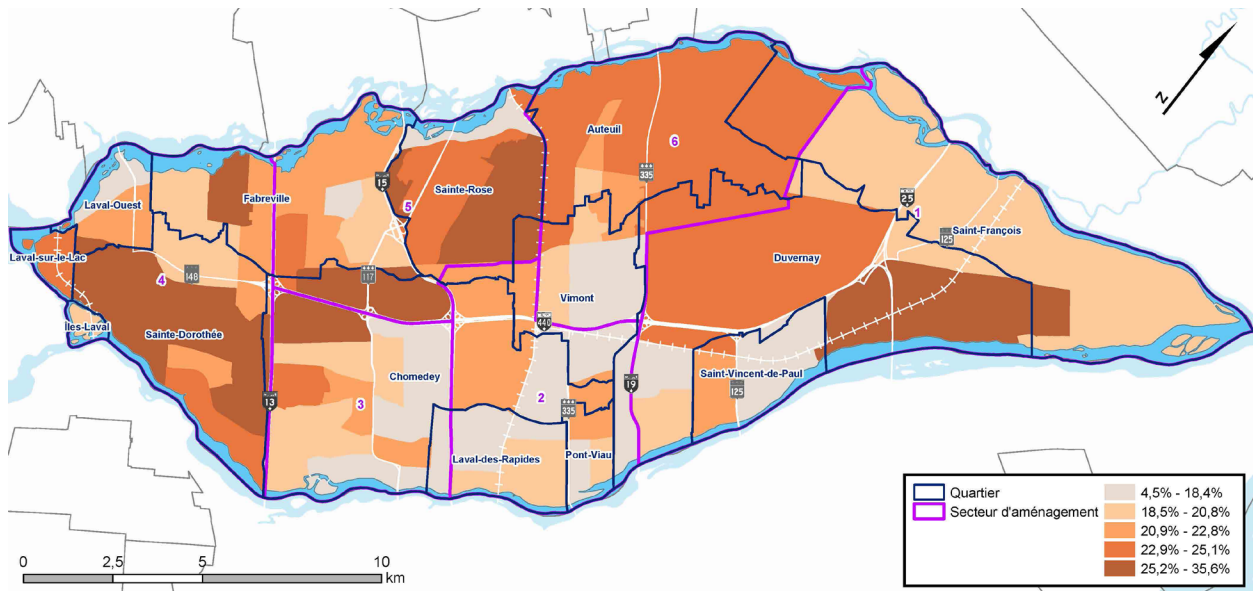 N
Auteuil
6
335
15
Sainte-Rose
Fabreville
5
Laval-Ouest
25
1
Saint-François
125
Laval-sur-le-Lac
4
148
117
Duvernay
Vimont
Îles-Laval
Sainte-Dorothée
440
Chomedey
Saint-Vincent-de-Paul
19
125
13
3
2
335
Laval-des-Rapides
Pont-Viau
Quartier
Secteur d'aménagement
4,5% - 18,4%
18,5% - 20,8%
20,9% - 22,8%
22,9% - 25,1%
25,2% - 35,6%
0 2,5 5 10
km